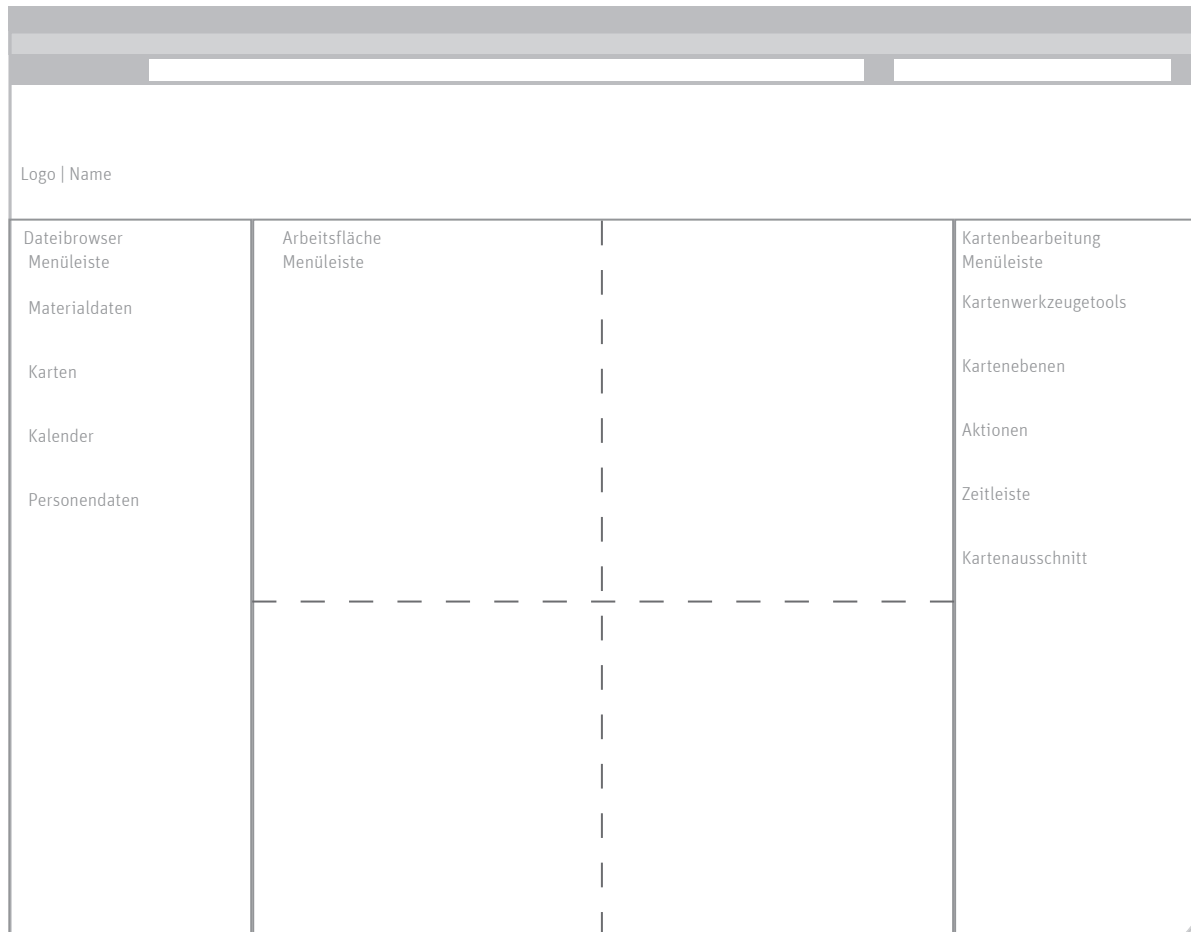 Logo | Name
Dateibrowser
Menüleiste
Materialdaten
Karten
Kalender
Personendaten
Arbeitsfläche
Menüleiste
Kartenbearbeitung
Menüleiste
Kartenwerkzeugetools
Kartenebenen
Aktionen
Zeitleiste
Kartenausschnitt